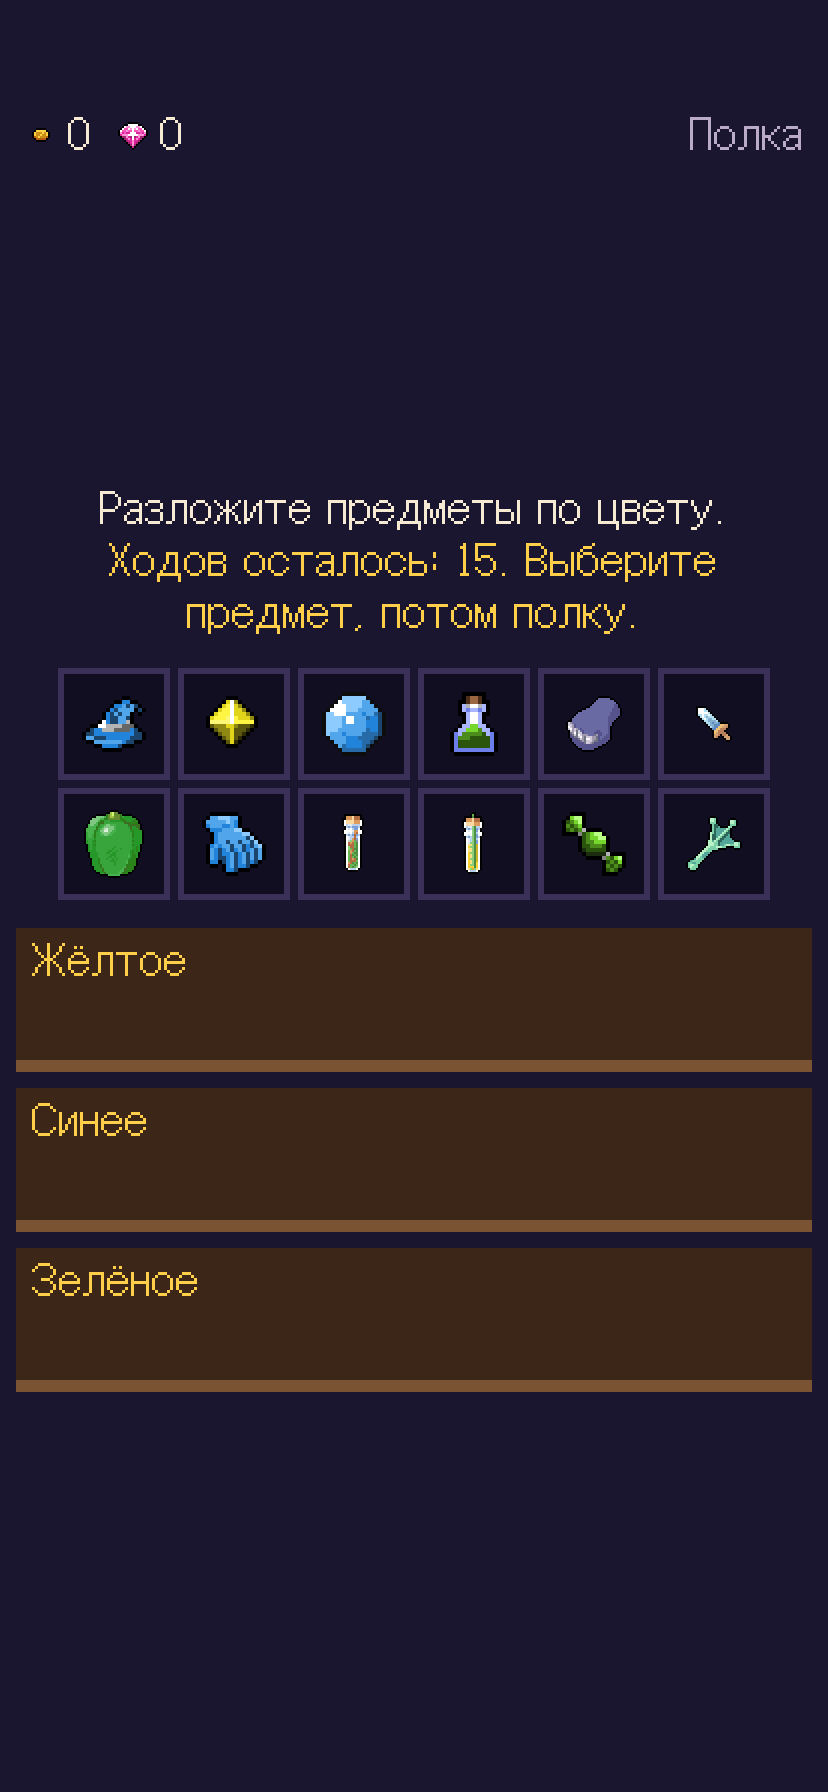 0 0 Полка
Разложите предметы по цвету.
Ходов осталось: 15. Выберите
предмет, потом полку.
Жёлтое
Синее
Зелёное